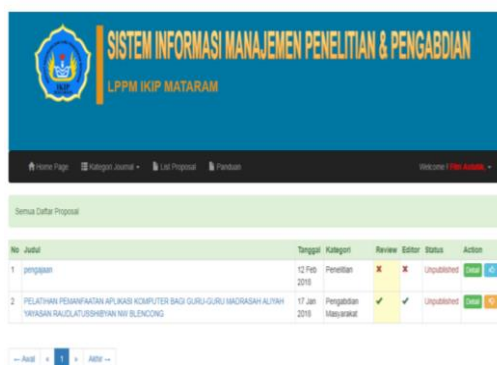 SISTEM INFORMASI MANAJEMEN PENELITIAN & PENGABDIAN
LPPM IKIP MATARAM
IKIP
Home Page Kategori Journal List Proposal Panduan Welcome !
Semua Daftar Proposal
No Judul Tanggal Kategori Review Editor Status Action
1 pengajaan 12 Feb 2018 Penelitian ✘ ✘ Unpublished Detail
2 PELATIHAN PEMANFAATAN APLIKASI KOMPUTER BAGI GURU-GURU MADRASAH ALIYAH 17 Jan 2018 Pengabdian Masyarakat ✔ ✔ Unpublished Detail
YAYASAN RAUDLATUSSHIBYAN NW BLENCONG
← Awal « 1 » Akhir →